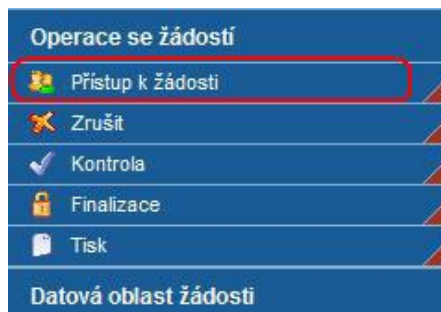 Operace se žádostí
Přístup k žádosti
Zrušit
Kontrola
Finalizace
Tisk
Datová oblast žádosti